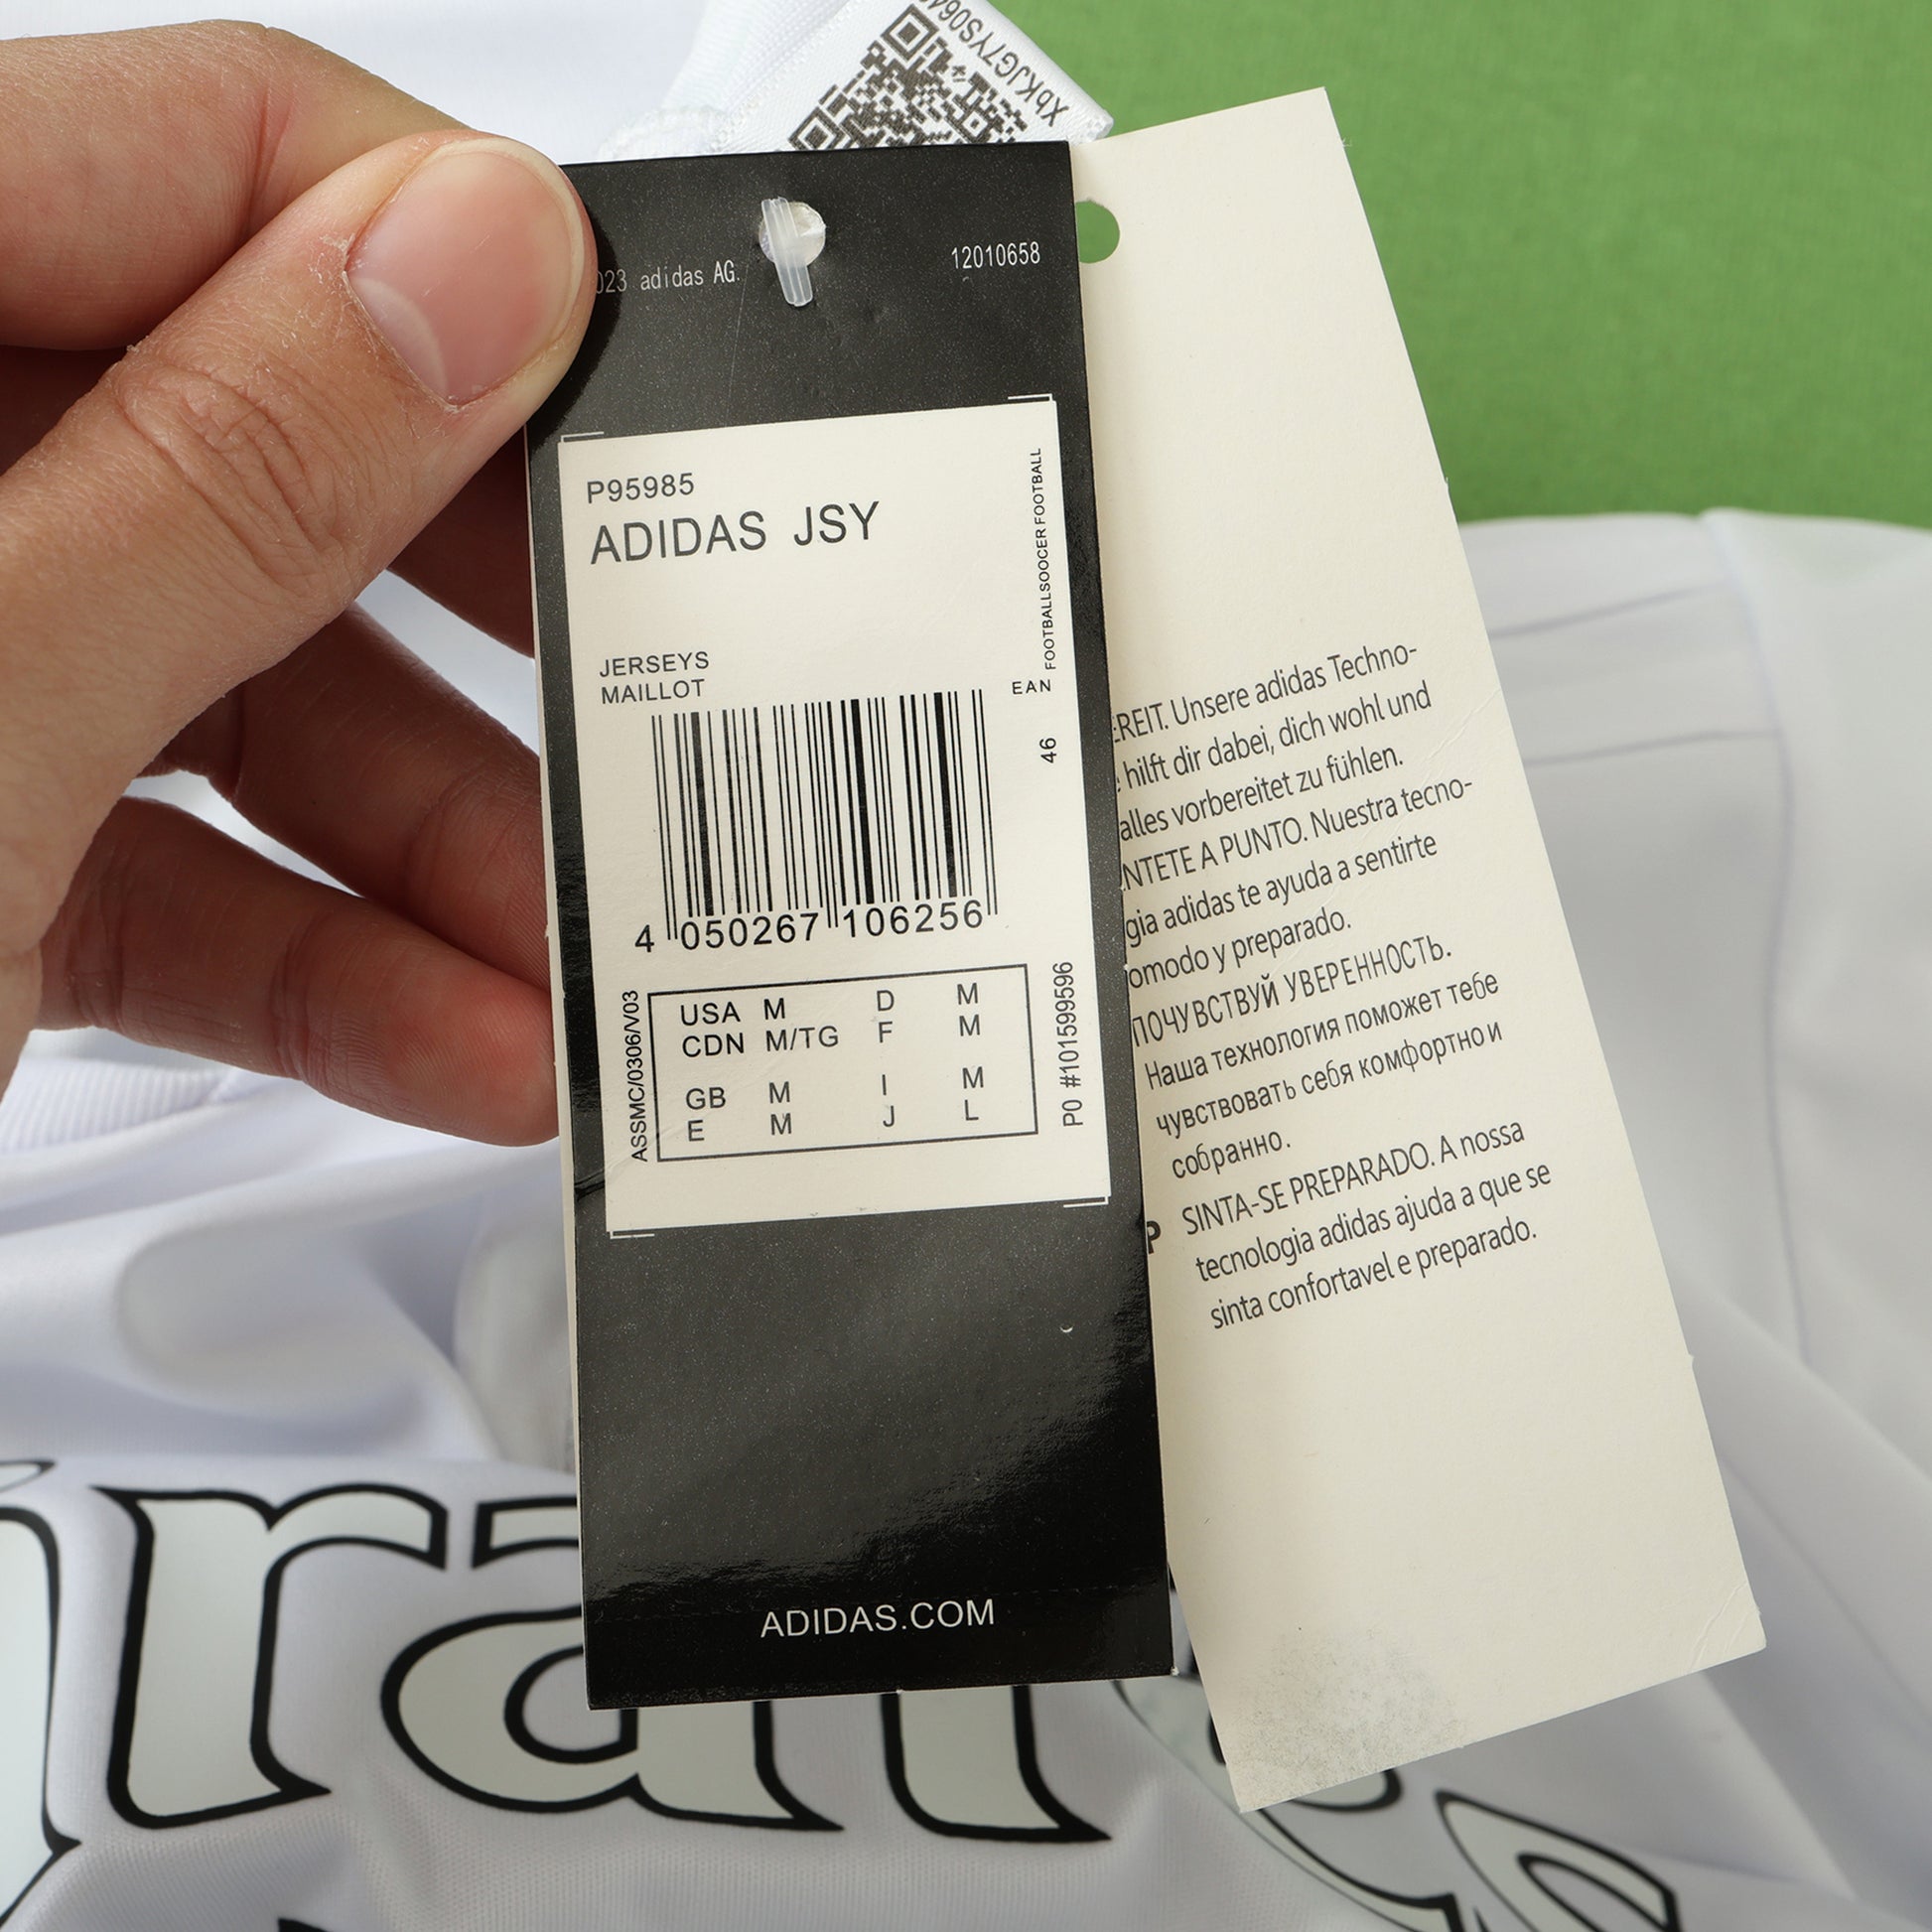 XbKJG7YS064
023 adidas AG.
12010658
P95985
ADIDAS JSY
FOOTBALLSOOCER FOOTBALL
JERSEYS
MAILLOT
EAN
46
4 050267 106256
ASSMC/0306/V03
USA M D M
CDN M/TG F M
GB M I M
E M J L
PO #101599596
ADIDAS.COM
EREIT. Unsere adidas Techno-
e hilft dir dabei, dich wohl und
alles vorbereitet zu fühlen.
NTETE A PUNTO. Nuestra tecno-
gia adidas te ayuda a sentirte
omodo y preparado.
ПОЧУВСТВУЙ УВЕРЕННОСТЬ.
Наша технология поможет тебе
чувствовать себя комфортно и
собранно.
P SINTA-SE PREPARADO. A nossa
tecnologia adidas ajuda a que se
sinta confortavel e preparado.